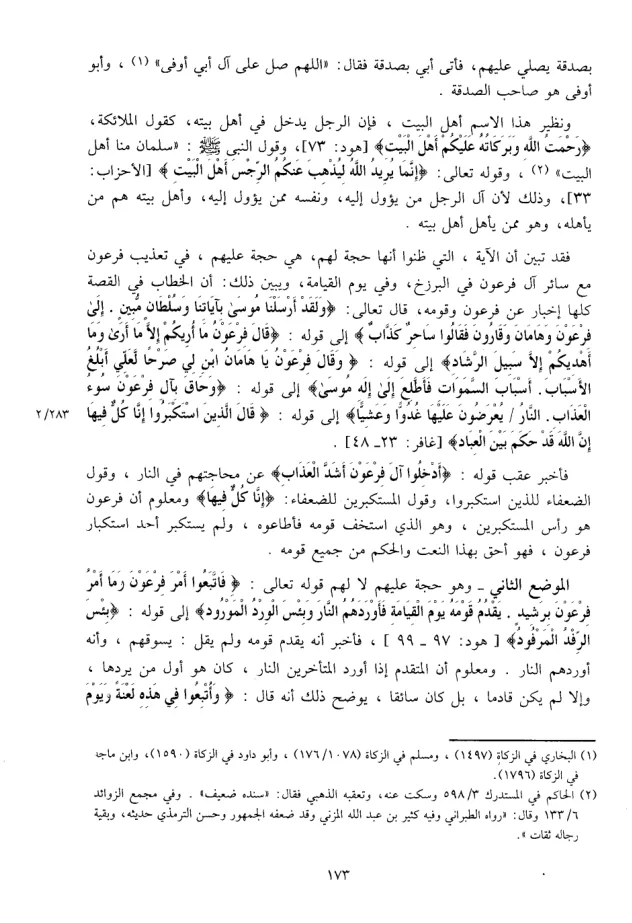 بصدقة يصلي عليهم، فأتى أبي بصدقة فقال: «اللهم صل على آل أبي أوفى» (١) ، وأبو
أوفى هو صاحب الصدقة .
ونظير هذا الاسم أهل البيت ، فإن الرجل يدخل في أهل بيته، كقول الملائكة،
﴿رَحْمَتُ اللَّه وَبَرَكَاتُهُ عَلَيْكُمْ أَهْلَ الْبَيْت﴾ [هود: ٧٣]، وقول النبي ﷺ : «سلمان منا أهل
البيت» (٢) ، وقوله تعالى: ﴿إِنَّمَا يُرِيدُ اللَّهُ لِيُذْهِبَ عَنكُمُ الرِّجْسَ أَهْلَ الْبَيْت ﴾ [الأحزاب:
٣٣]، وذلك لأن آل الرجل من يؤول إليه، ونفسه ممن يؤول إليه، وأهل بيته هم من
يأهله، وهو ممن يأهل أهل بيته .
فقد تبين أن الآية ، التي ظنوا أنها حجة لهم، هي حجة عليهم ، في تعذيب فرعون
مع سائر آل فرعون في البرزخ، وفي يوم القيامة، ويبين ذلك: أن الخطاب في القصة
كلها إخبار عن فرعون وقومه، قال تعالى: ﴿وَلَقَدْ أَرْسَلْنَا مُوسَىٰ بِآيَاتِنَا وَسُلْطَانٍ مُّبِينٍ . إِلَىٰ
فِرْعَوْنَ وَهَامَانَ وَقَارُونَ فَقَالُوا سَاحِرٌ كَذَّابٌ ﴾ إلى قوله : ﴿قَالَ فِرْعَوْنُ مَا أُرِيكُمْ إِلاَّ مَا أَرَىٰ وَمَا
أَهْدِيكُمْ إِلاَّ سَبِيلَ الرَّشَادِ﴾ إلى قوله : ﴿ وَقَالَ فِرْعَوْنُ يَا هَامَانُ ابْنِ لِي صَرْحًا لَّعَلِّي أَبْلُغُ
الأَسْبَابَ . أَسْبَابَ السَّمَوَاتِ فَأَطَّلِعَ إِلَىٰ إِلَهِ مُوسَىٰ﴾ إلى قوله : ﴿وَحَاقَ بِآلِ فِرْعَوْنَ سُوءُ
الْعَذَابِ . النَّارُ / يُعْرَضُونَ عَلَيْهَا غُدُوًّا وَعَشِيًّا﴾ إلى قوله : ﴿ قَالَ الَّذِينَ اسْتَكْبَرُوا إِنَّا كُلٌّ فِيهَا ٢/٢٨٣
إِنَّ اللَّهَ قَدْ حَكَمَ بَيْنَ الْعِبَادِ﴾ [غافر: ٢٣ـ ٤٨] .
فأخبر عقب قوله : ﴿أَدْخِلُوا آلَ فِرْعَوْنَ أَشَدَّ الْعَذَابِ﴾ عن محاجتهم في النار ، وقول
الضعفاء للذين استكبروا، وقول المستكبرين للضعفاء: ﴿إِنَّا كُلٌّ فِيهَا﴾ ومعلوم أن فرعون
هو رأس المستكبرين ، وهو الذي استخف قومه فأطاعوه ، ولم يستكبر أحد استكبار
فرعون ، فهو أحق بهذا النعت والحكم من جميع قومه .
الموضع الثاني ـ وهو حجة عليهم لا لهم قوله تعالى : ﴿ فَاتَّبَعُوا أَمْرَ فِرْعَوْنَ وَمَا أَمْرُ
فِرْعَوْنَ بِرَشِيدٍ . يَقْدُمُ قَوْمَهُ يَوْمَ الْقِيَامَةِ فَأَوْرَدَهُمُ النَّارَ وَبِئْسَ الْوِرْدُ الْمَوْرُودُ﴾ إلى قوله : ﴿بِئْسَ
الرِّفْدُ الْمَرْفُودُ﴾ [ هود: ٩٧ ـ ٩٩ ] ، فأخبر أنه يقدم قومه ولم يقل : يسوقهم ، وأنه
أوردهم النار . ومعلوم أن المتقدم إذا أورد المتأخرين النار ، كان هو أول من يردها ،
وإلا لم يكن قادما ، بل كان سائقا ، يوضح ذلك أنه قال : ﴿ وَأُتْبِعُوا فِي هَذِهِ لَعْنَةً وَيَوْمَ
(١) البخاري في الزكاة (١٤٩٧) ، ومسلم في الزكاة (١٠٧٨/ ١٧٦) ، وأبو داود في الزكاة (١٥٩٠)، وابن ماجه
في الزكاة (١٧٩٦).
(٢) الحاكم في المستدرك ٣/ ٥٩٨ وسكت عنه، وتعقبه الذهبي فقال: «سنده ضعيف» . وفي مجمع الزوائد
٦/ ١٣٣ وقال: «رواه الطبراني وفيه كثير بن عبد الله المزني وقد ضعفه الجمهور وحسن الترمذي حديثه، وبقية
رجاله ثقات ».
١٧٣